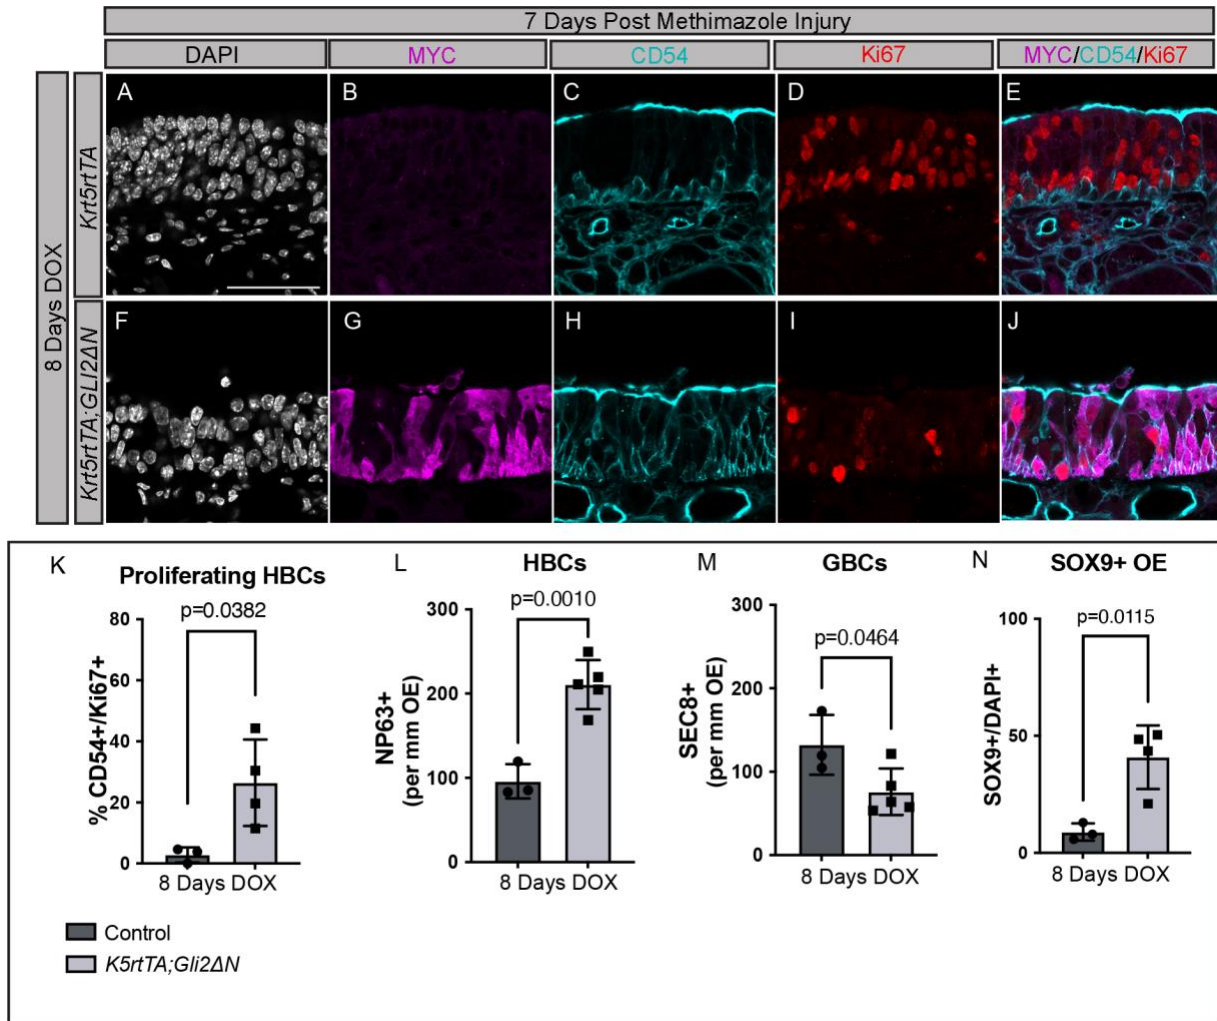 7 Days Post Methimazole Injury
DAPI
MYC
CD54
Ki67
MYC/CD54/Ki67
8 Days DOX
Krt5rtTA
A
B
C
D
E
Krt5rtTA;GLI2ΔN
F
G
H
I
J
K
Proliferating HBCs
p=0.0382
% CD54+/Ki67+
80
60
40
20
0
8 Days DOX
L
HBCs
p=0.0010
NP63+
(per mm OE)
300
200
100
0
8 Days DOX
M
GBCs
p=0.0464
SEC8+
(per mm OE)
300
200
100
0
8 Days DOX
N
SOX9+ OE
p=0.0115
SOX9+/DAPI+
100
50
0
8 Days DOX
Control
K5rtTA;Gli2ΔN